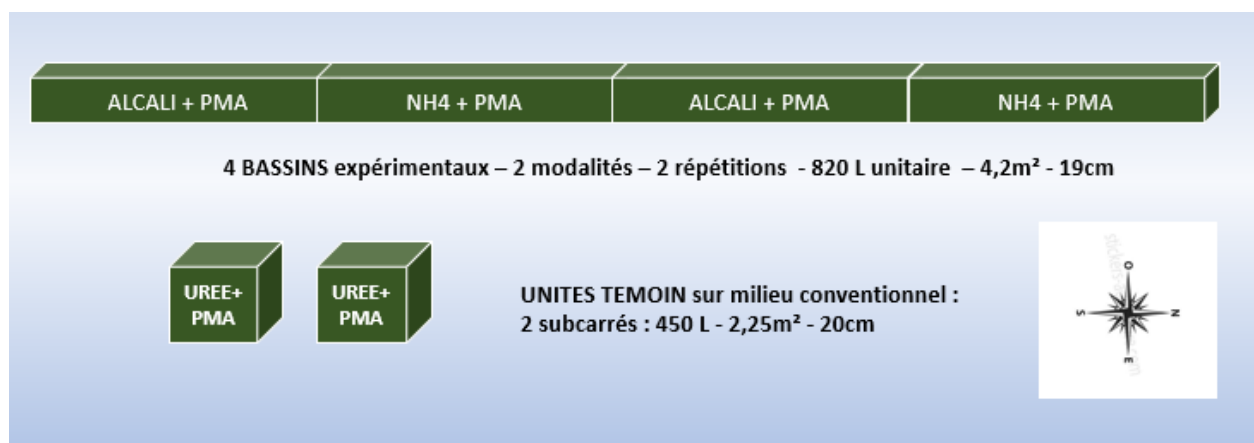 ALCALI + PMA
NH4 + PMA
ALCALI + PMA
NH4 + PMA
4 BASSINS expérimentaux – 2 modalités – 2 répétitions - 820 L unitaire – 4,2m² - 19cm
UREE+
PMA
UREE+
PMA
UNITES TEMOIN sur milieu conventionnel :
2 subcarrés : 450 L - 2,25m² - 20cm
O
S
N
E